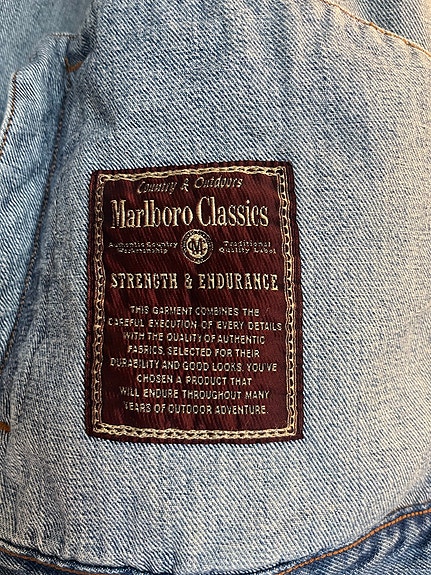 Country & Outdoors
Marlboro Classics
Authentic Country Traditional
Workmanship Quality Label
STRENGTH & ENDURANCE
THIS GARMENT COMBINES THE
CAREFUL EXECUTION OF EVERY DETAILS
WITH THE QUALITY OF AUTHENTIC
FABRICS, SELECTED FOR THEIR
DURABILITY AND GOOD LOOKS. YOU'VE
CHOSEN A PRODUCT THAT
WILL ENDURE THROUGHOUT MANY
YEARS OF OUTDOOR ADVENTURE.